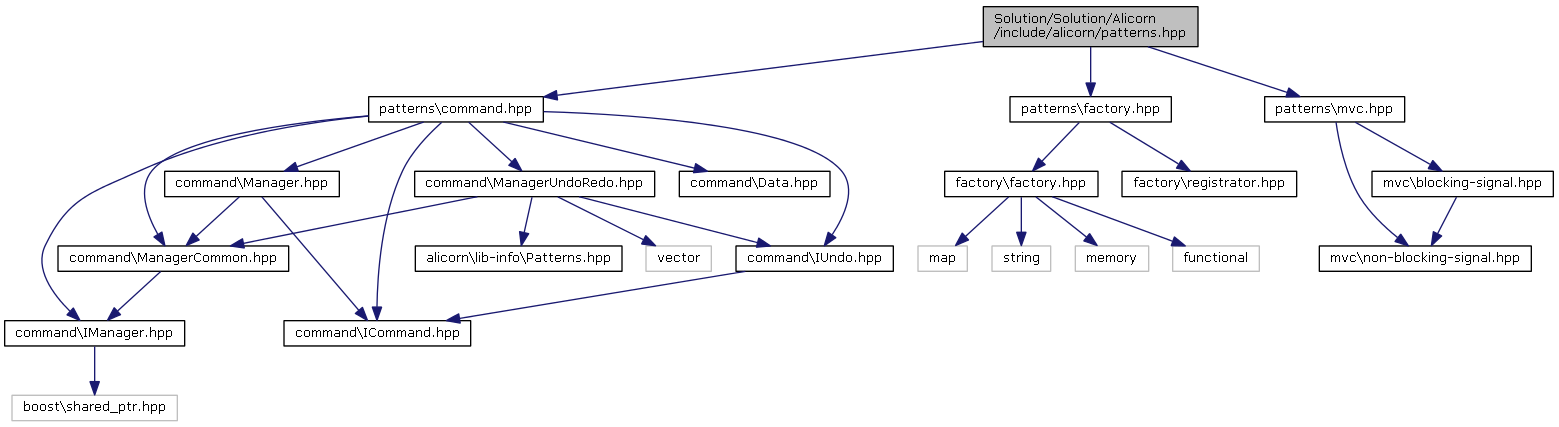 Solution/Solution/Alicorn
/include/alicorn/patterns.hpp
patterns\command.hpp
patterns\factory.hpp
patterns\mvc.hpp
command\Manager.hpp
command\ManagerUndoRedo.hpp
command\Data.hpp
factory\factory.hpp
factory\registrator.hpp
mvc\blocking-signal.hpp
command\ManagerCommon.hpp
alicorn\lib-info\Patterns.hpp
vector
command\IUndo.hpp
map
string
memory
functional
mvc\non-blocking-signal.hpp
command\IManager.hpp
command\ICommand.hpp
boost\shared_ptr.hpp